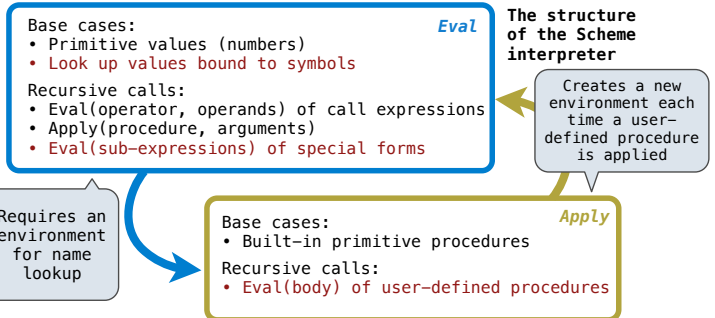 The structure
of the Scheme
interpreter
Eval
Base cases:
• Primitive values (numbers)
• Look up values bound to symbols
Recursive calls:
• Eval(operator, operands) of call expressions
• Apply(procedure, arguments)
• Eval(sub-expressions) of special forms
Creates a new
environment each
time a user-
defined procedure
is applied
Requires an
environment
for name
lookup
Apply
Base cases:
• Built-in primitive procedures
Recursive calls:
• Eval(body) of user-defined procedures